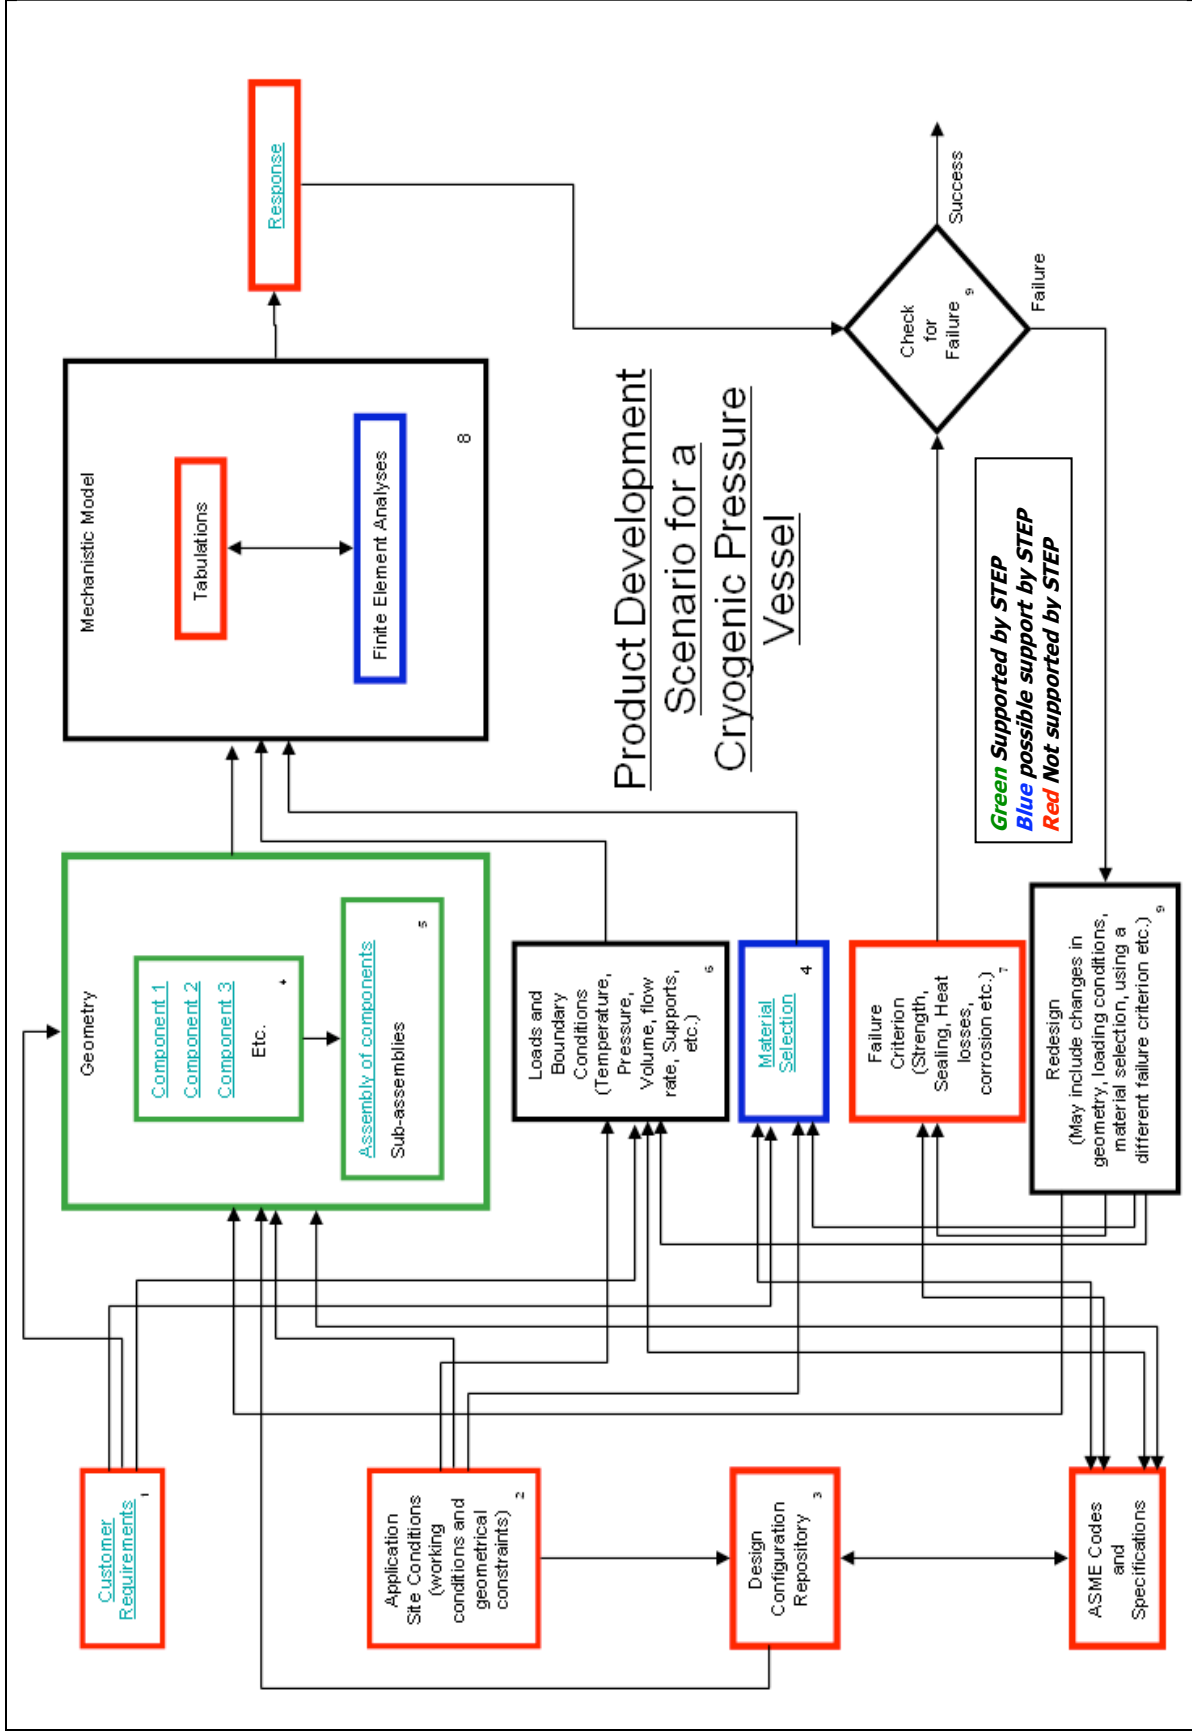 Customer
Requirements
1
Application
Site Conditions
(working
conditions and
geometrical
constraints)
2
Design
Configuration
Repository
3
ASME Codes
and
Specifications
Geometry
Component 1
Component 2
Component 3
Etc.
4
Assembly of components
Sub-assemblies
5
Loads and
Boundary
Conditions
(Temperature,
Pressure,
Volume, flow
rate, Supports,
etc.)
6
Material
Selection
4
Failure
Criterion
(Strength,
Sealing, Heat
losses,
corrosion etc.)
7
Redesign
(May include changes in
geometry, loading conditions,
material selection, using a
different failure criterion etc.)
9
Mechanistic Model
Tabulations
Finite Element Analyses
8
Response
Product Development
Scenario for a
Cryogenic Pressure
Vessel
Green Supported by STEP
Blue possible support by STEP
Red Not supported by STEP
Check
for
Failure
9
Success
Failure